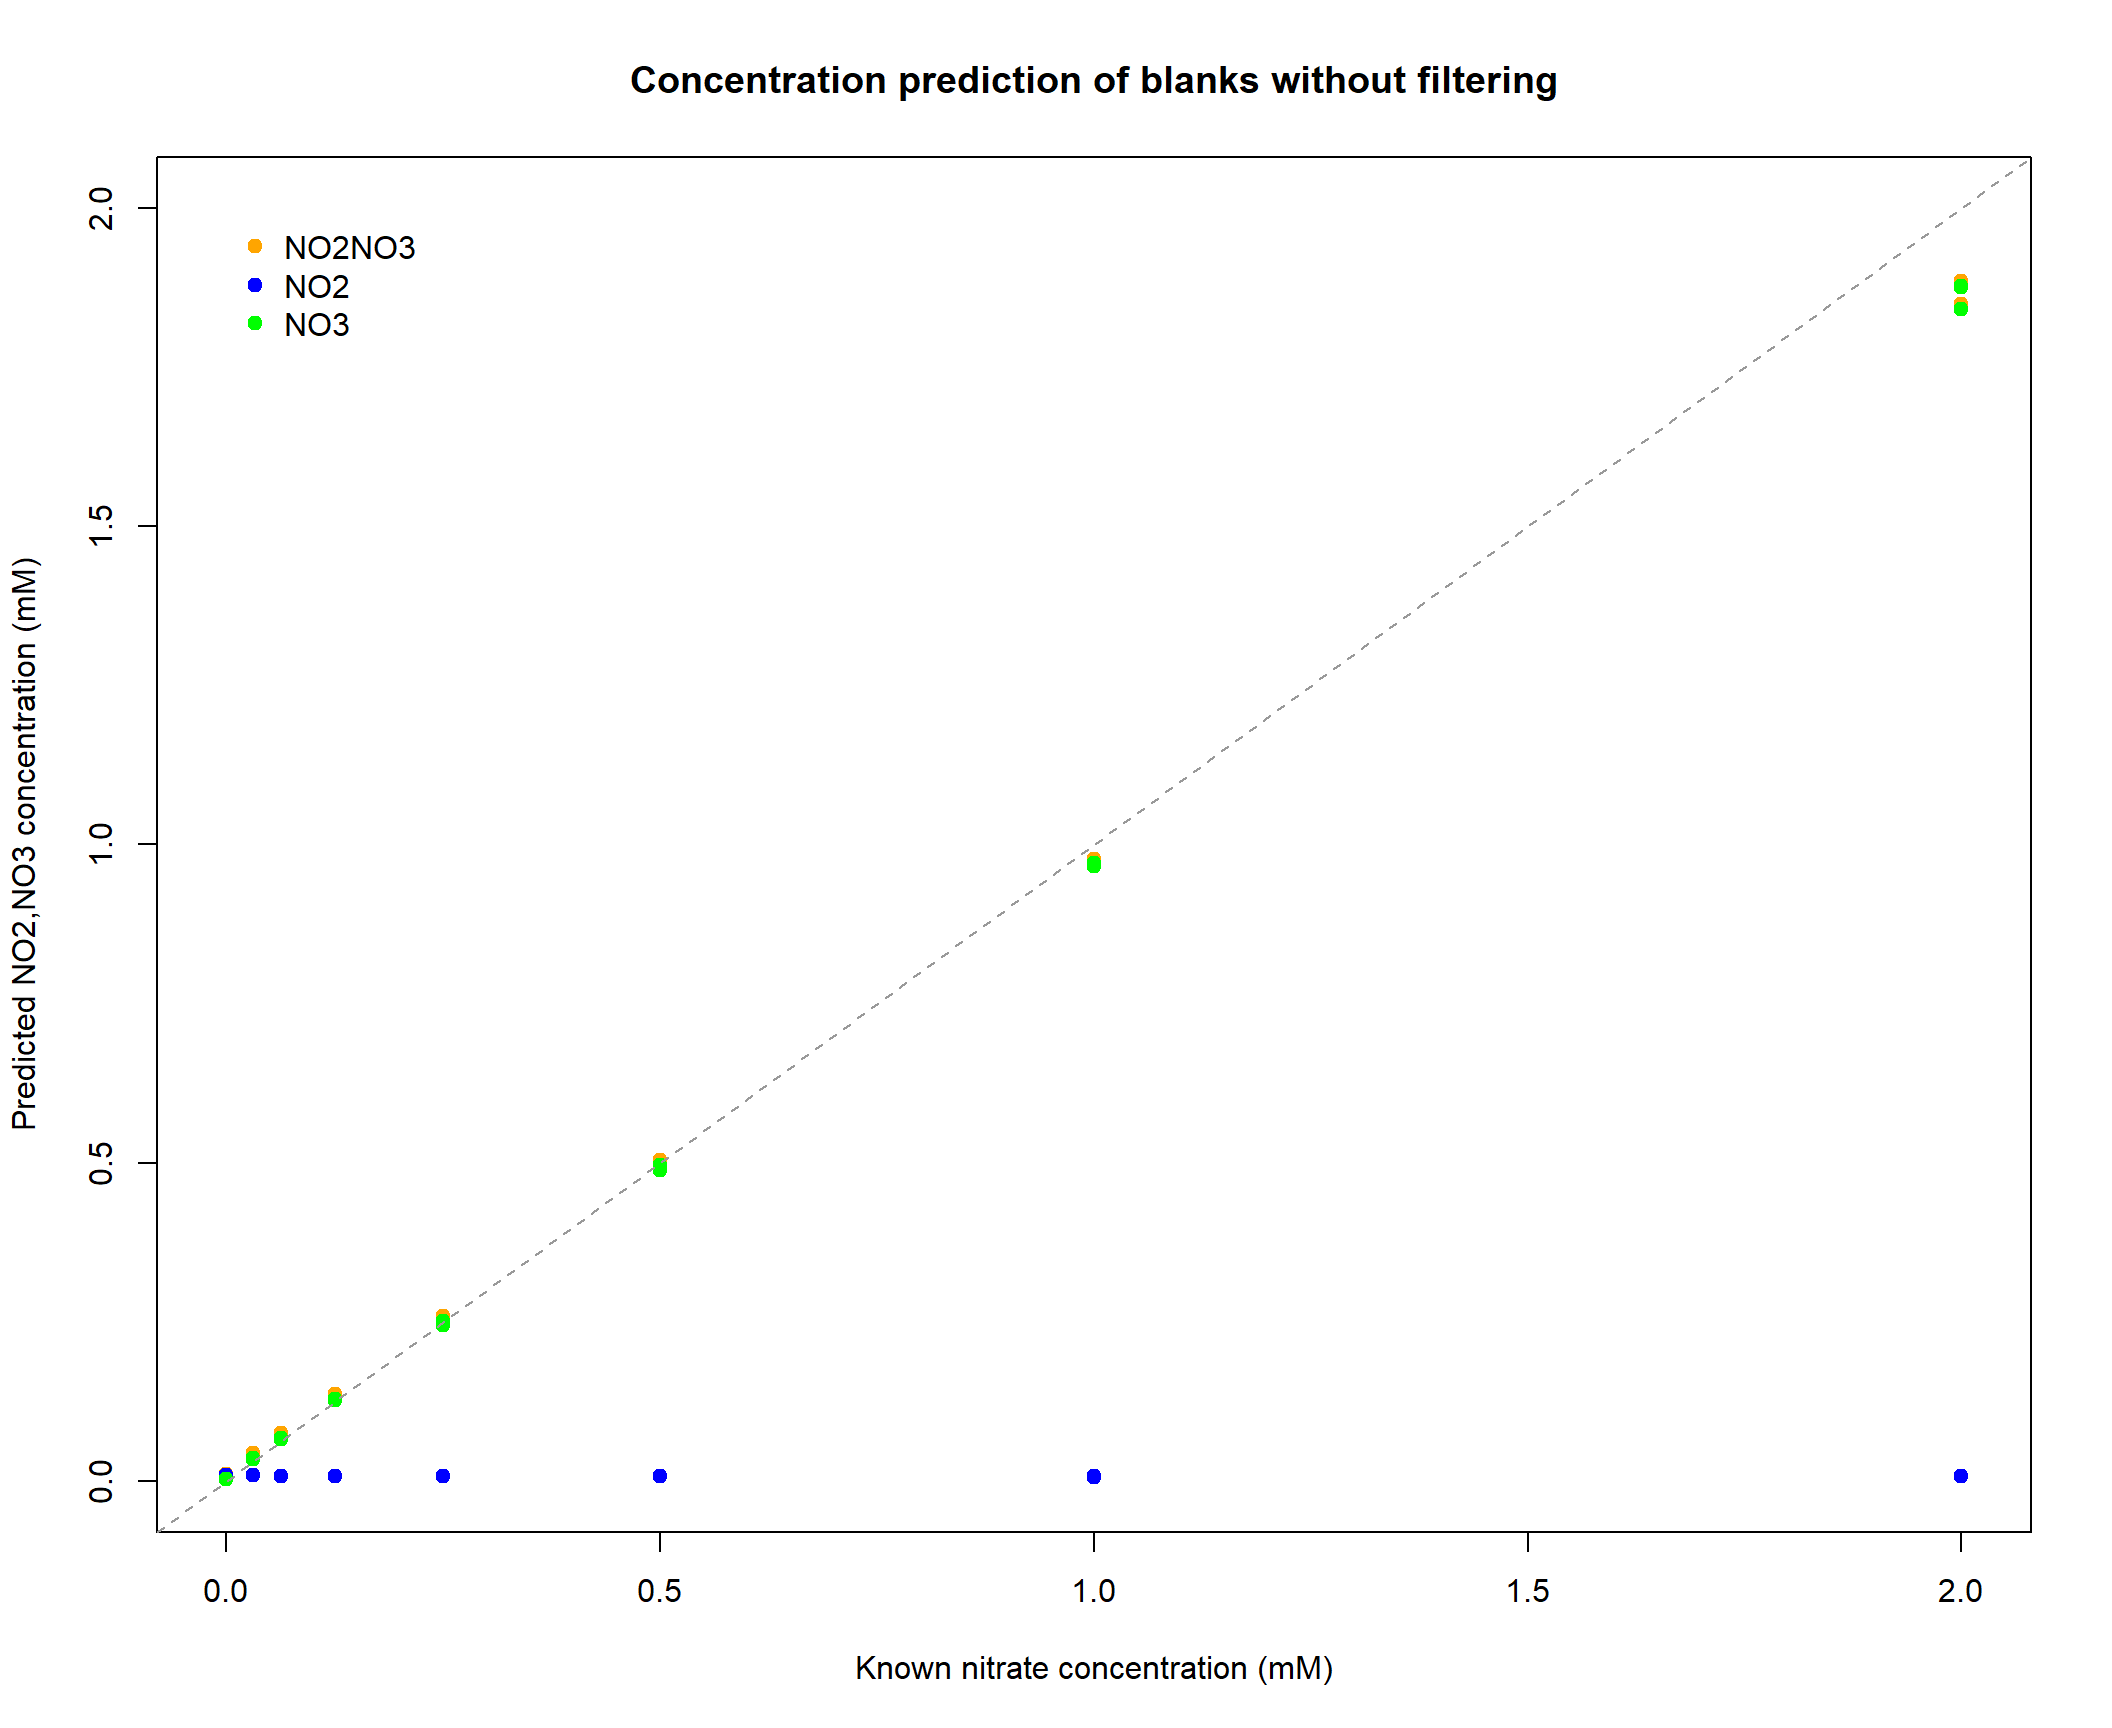 Concentration prediction of blanks without filtering
NO2NO3
NO2
NO3
Predicted NO2,NO3 concentration (mM)
2.0
1.5
1.0
0.5
0.0
0.0 0.5 1.0 1.5 2.0
Known nitrate concentration (mM)